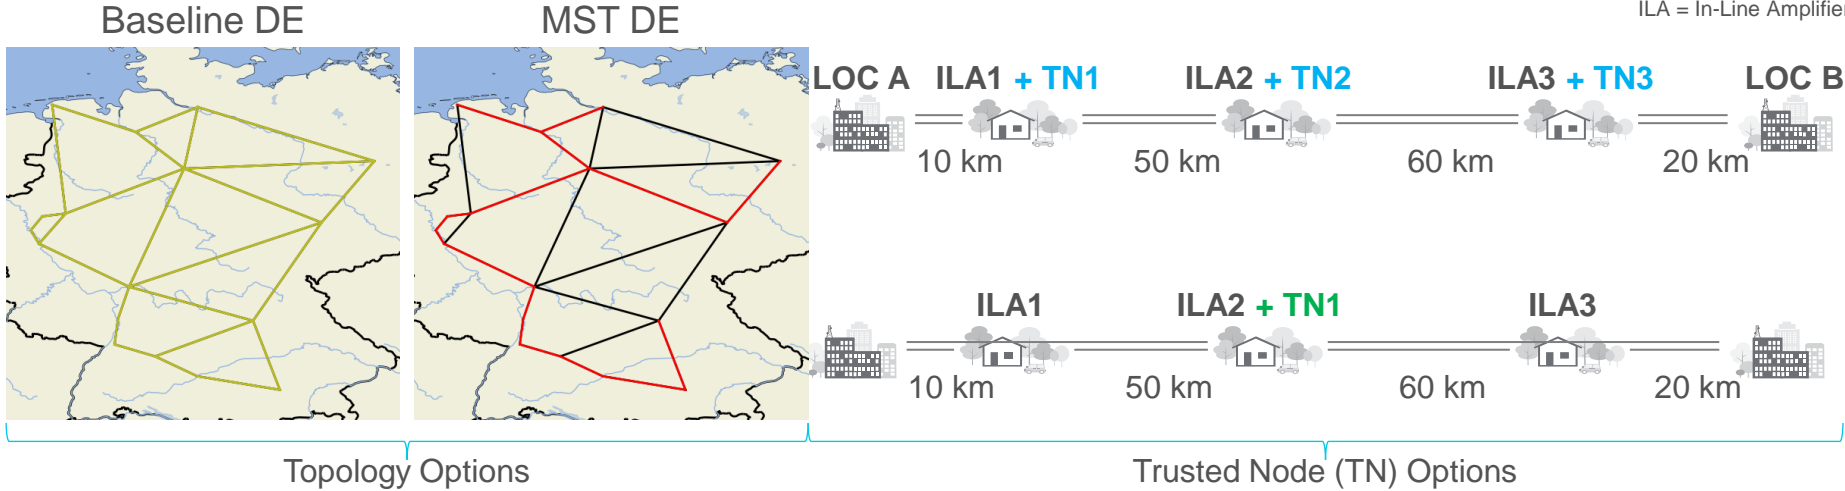 Baseline DE
MST DE
ILA = In-Line Amplifier
LOC A
ILA1 + TN1
ILA2 + TN2
ILA3 + TN3
LOC B
10 km
50 km
60 km
20 km
ILA1
ILA2 + TN1
ILA3
10 km
50 km
60 km
20 km
Topology Options
Trusted Node (TN) Options